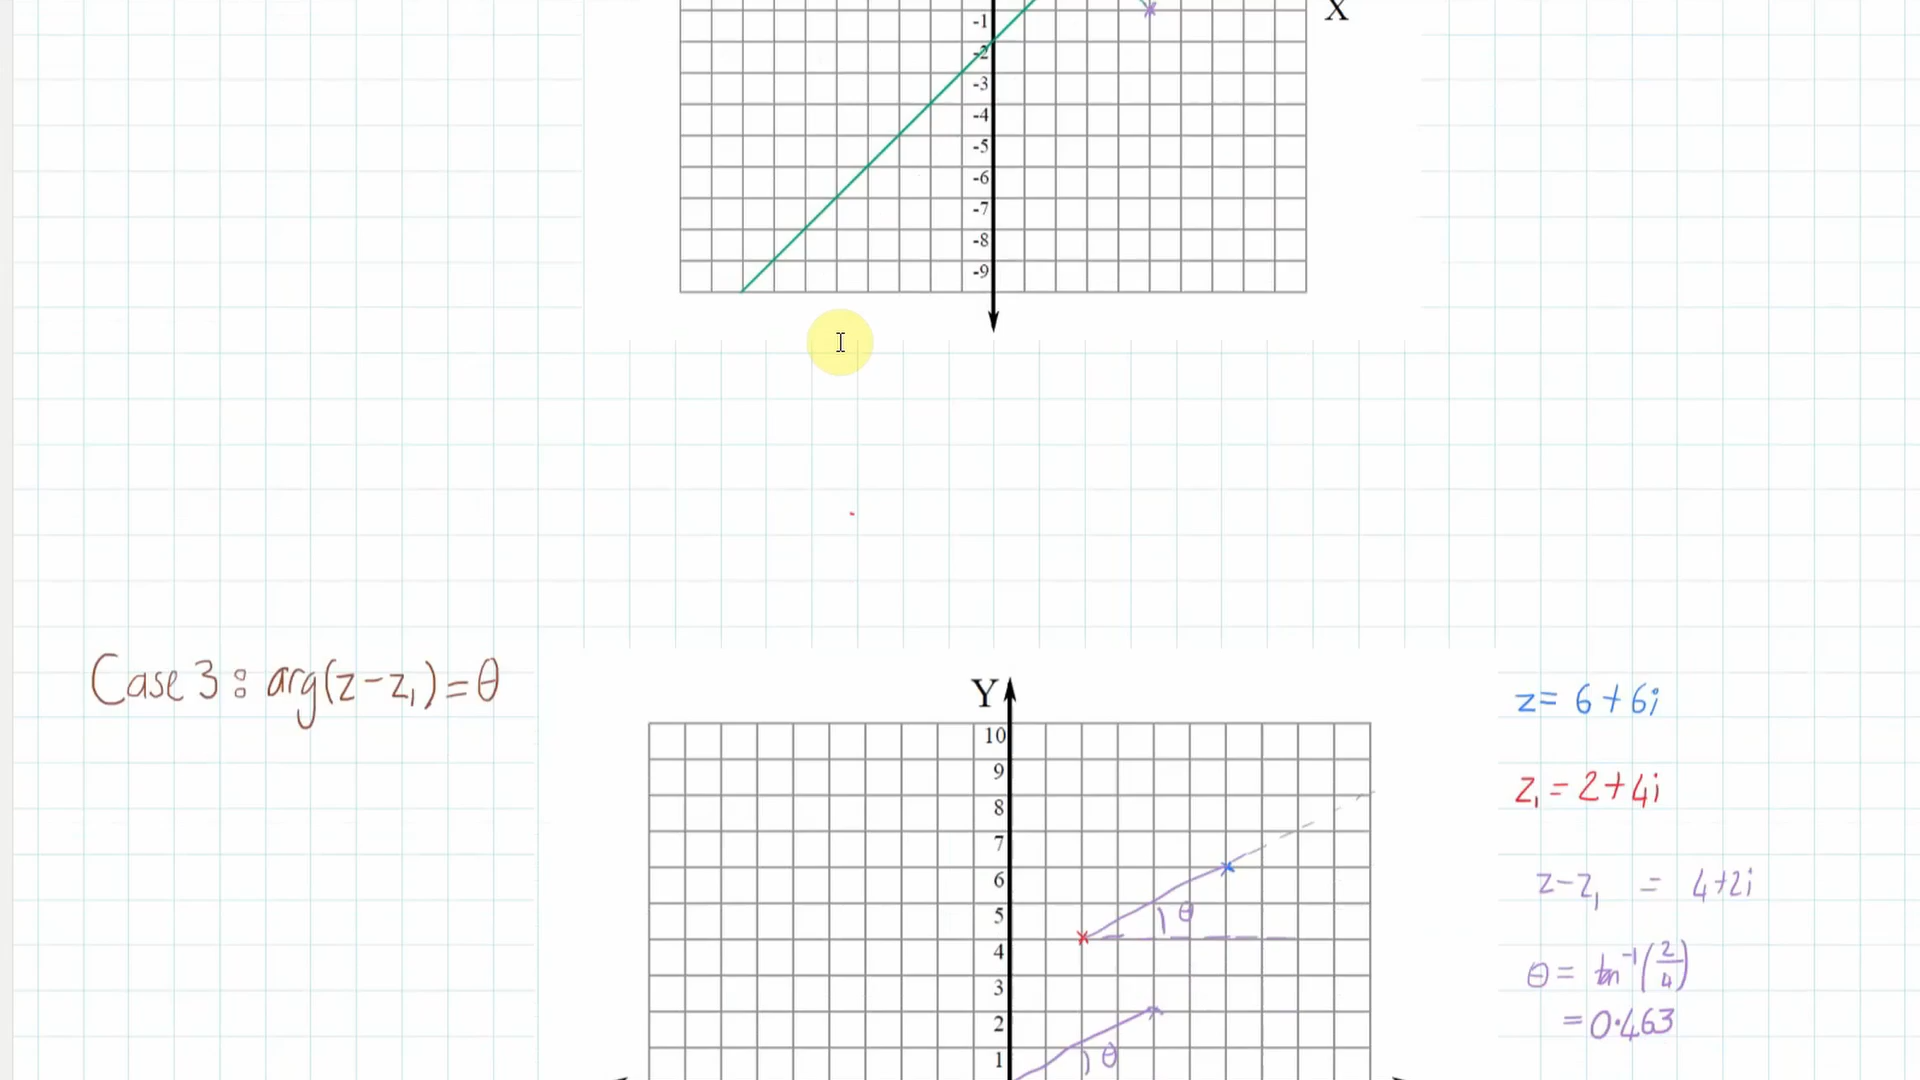 X
-1
-2
-3
-4
-5
-6
-7
-8
-9
Case 3 : arg(z-z₁)=θ
Y
10
9
8
7
6
5
4
3
2
1
θ
θ
z= 6+6i
z₁=2+4i
z-z₁ = 4+2i
θ= tan⁻¹(2/4)
=0.463